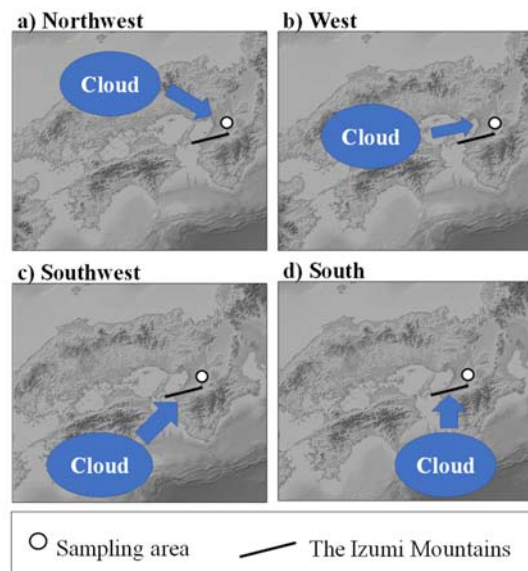 a) Northwest
b) West
Cloud
Cloud
c) Southwest
d) South
Cloud
Cloud
Sampling area
The Izumi Mountains